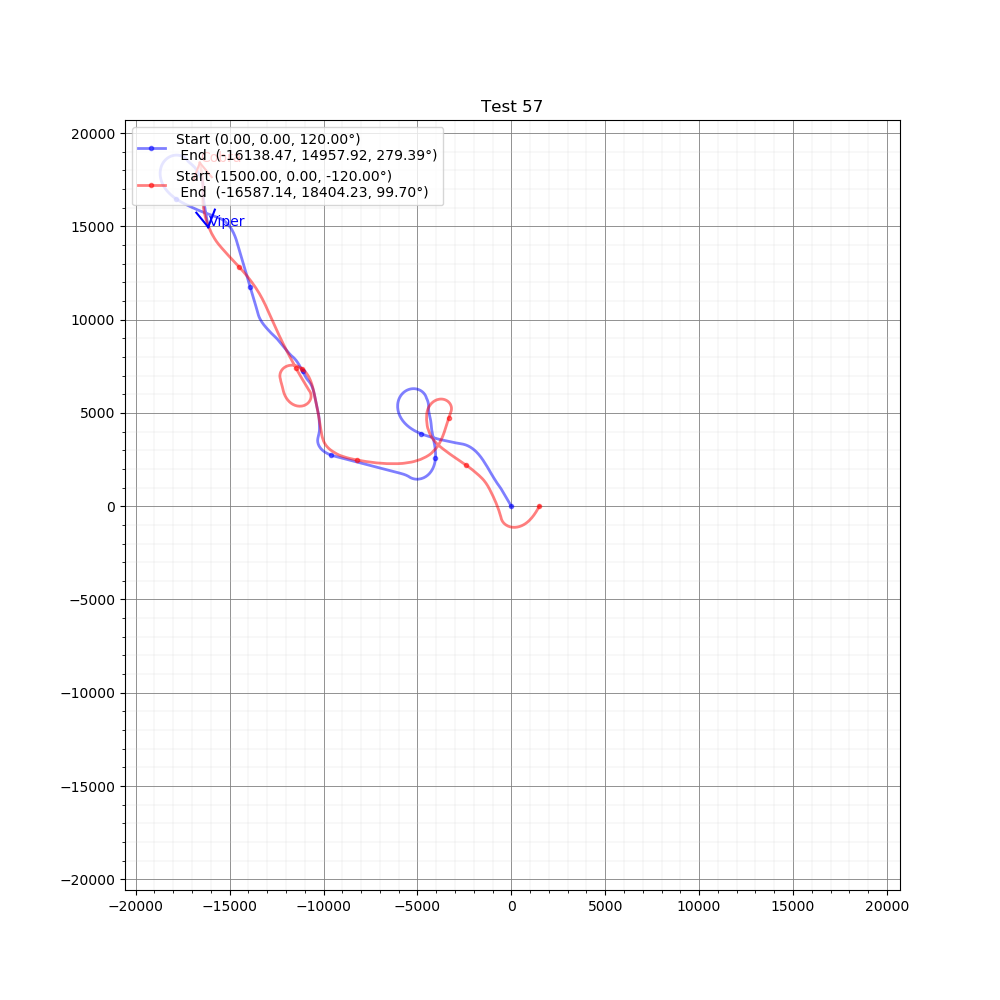 Test 57
Start (0.00, 0.00, 120.00°)
End (-16138.47, 14957.92, 279.39°)
Start (1500.00, 0.00, -120.00°)
End (-16587.14, 18404.23, 99.70°)
Viper
20000
15000
10000
5000
0
−5000
−10000
−15000
−20000
−20000 −15000 −10000 −5000 0 5000 10000 15000 20000